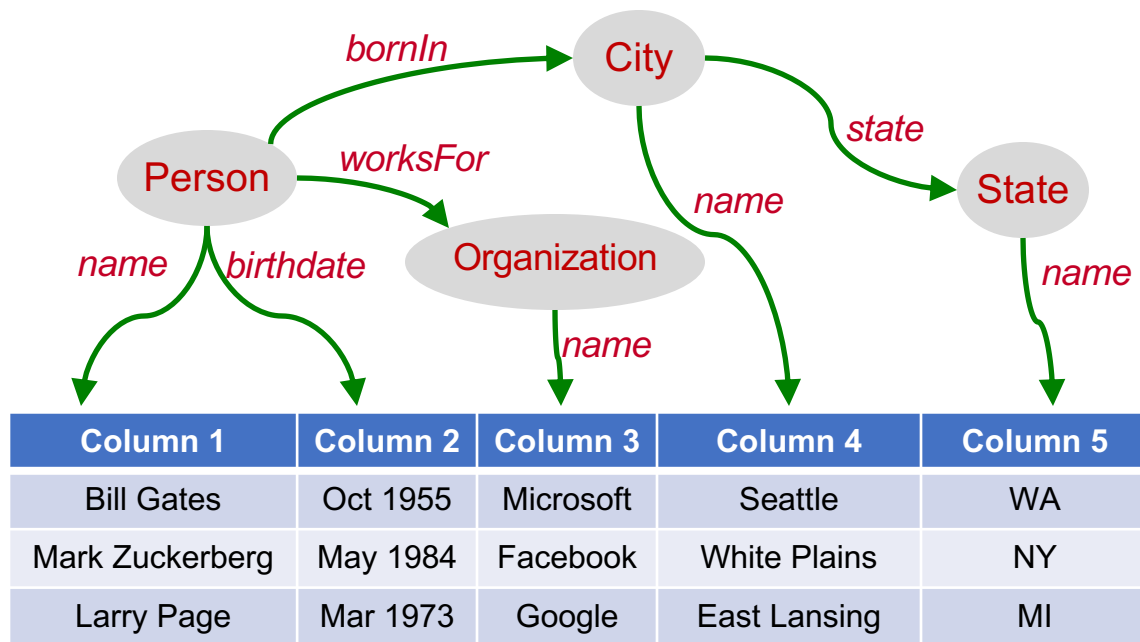 bornIn
City
worksFor
state
Person
State
name
name
birthdate
Organization
name
name
Column 1 Column 2 Column 3 Column 4 Column 5
Bill Gates Oct 1955 Microsoft Seattle WA
Mark Zuckerberg May 1984 Facebook White Plains NY
Larry Page Mar 1973 Google East Lansing MI